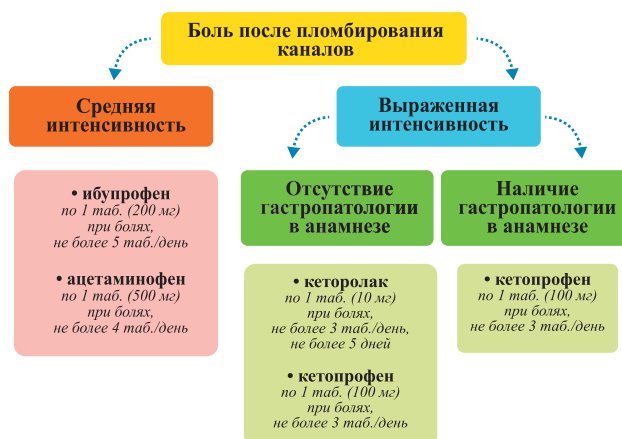 Боль после пломбирования
каналов
Средняя
интенсивность
Выраженная
интенсивность
• ибупрофен
по 1 таб. (200 мг)
при болях,
не более 5 таб./день
• ацетаминофен
по 1 таб. (500 мг)
при болях,
не более 4 таб./день
Отсутствие
гастропатологии
в анамнезе
Наличие
гастропатологии
в анамнезе
• кеторолак
по 1 таб. (10 мг)
при болях,
не более 3 таб./день,
не более 5 дней
• кетопрофен
по 1 таб. (100 мг)
при болях,
не более 3 таб./день
• кетопрофен
по 1 таб. (100 мг)
при болях,
не более 3 таб./день